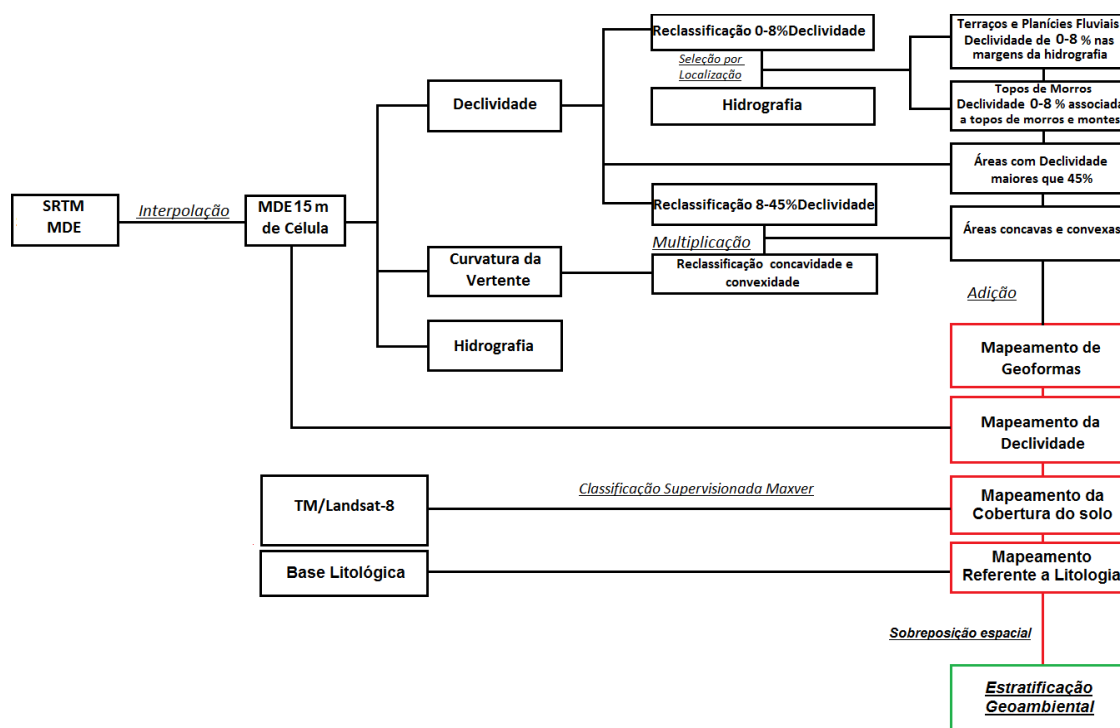 SRTM
MDE
Interpolação
MDE 15 m
de Célula
Declividade
Curvatura da
Vertente
Hidrografia
Reclassificação 0-8%Declividade
Seleção por
Localização
Hidrografia
Reclassificação 8-45%Declividade
Multiplicação
Reclassificação concavidade e
convexidade
Terraços e Planícies Fluviais
Declividade de 0-8 % nas
margens da hidrografia
Topos de Morros
Declividade 0-8 % associada
a topos de morros e montes
Áreas com Declividade
maiores que 45%
Áreas concavas e convexas
Adição
Mapeamento de
Geoformas
Mapeamento da
Declividade
TM/Landsat-8
Classificação Supervisionada Maxver
Mapeamento da
Cobertura do solo
Base Litológica
Mapeamento
Referente a Litologia
Sobreposição espacial
Estratificação
Geoambiental